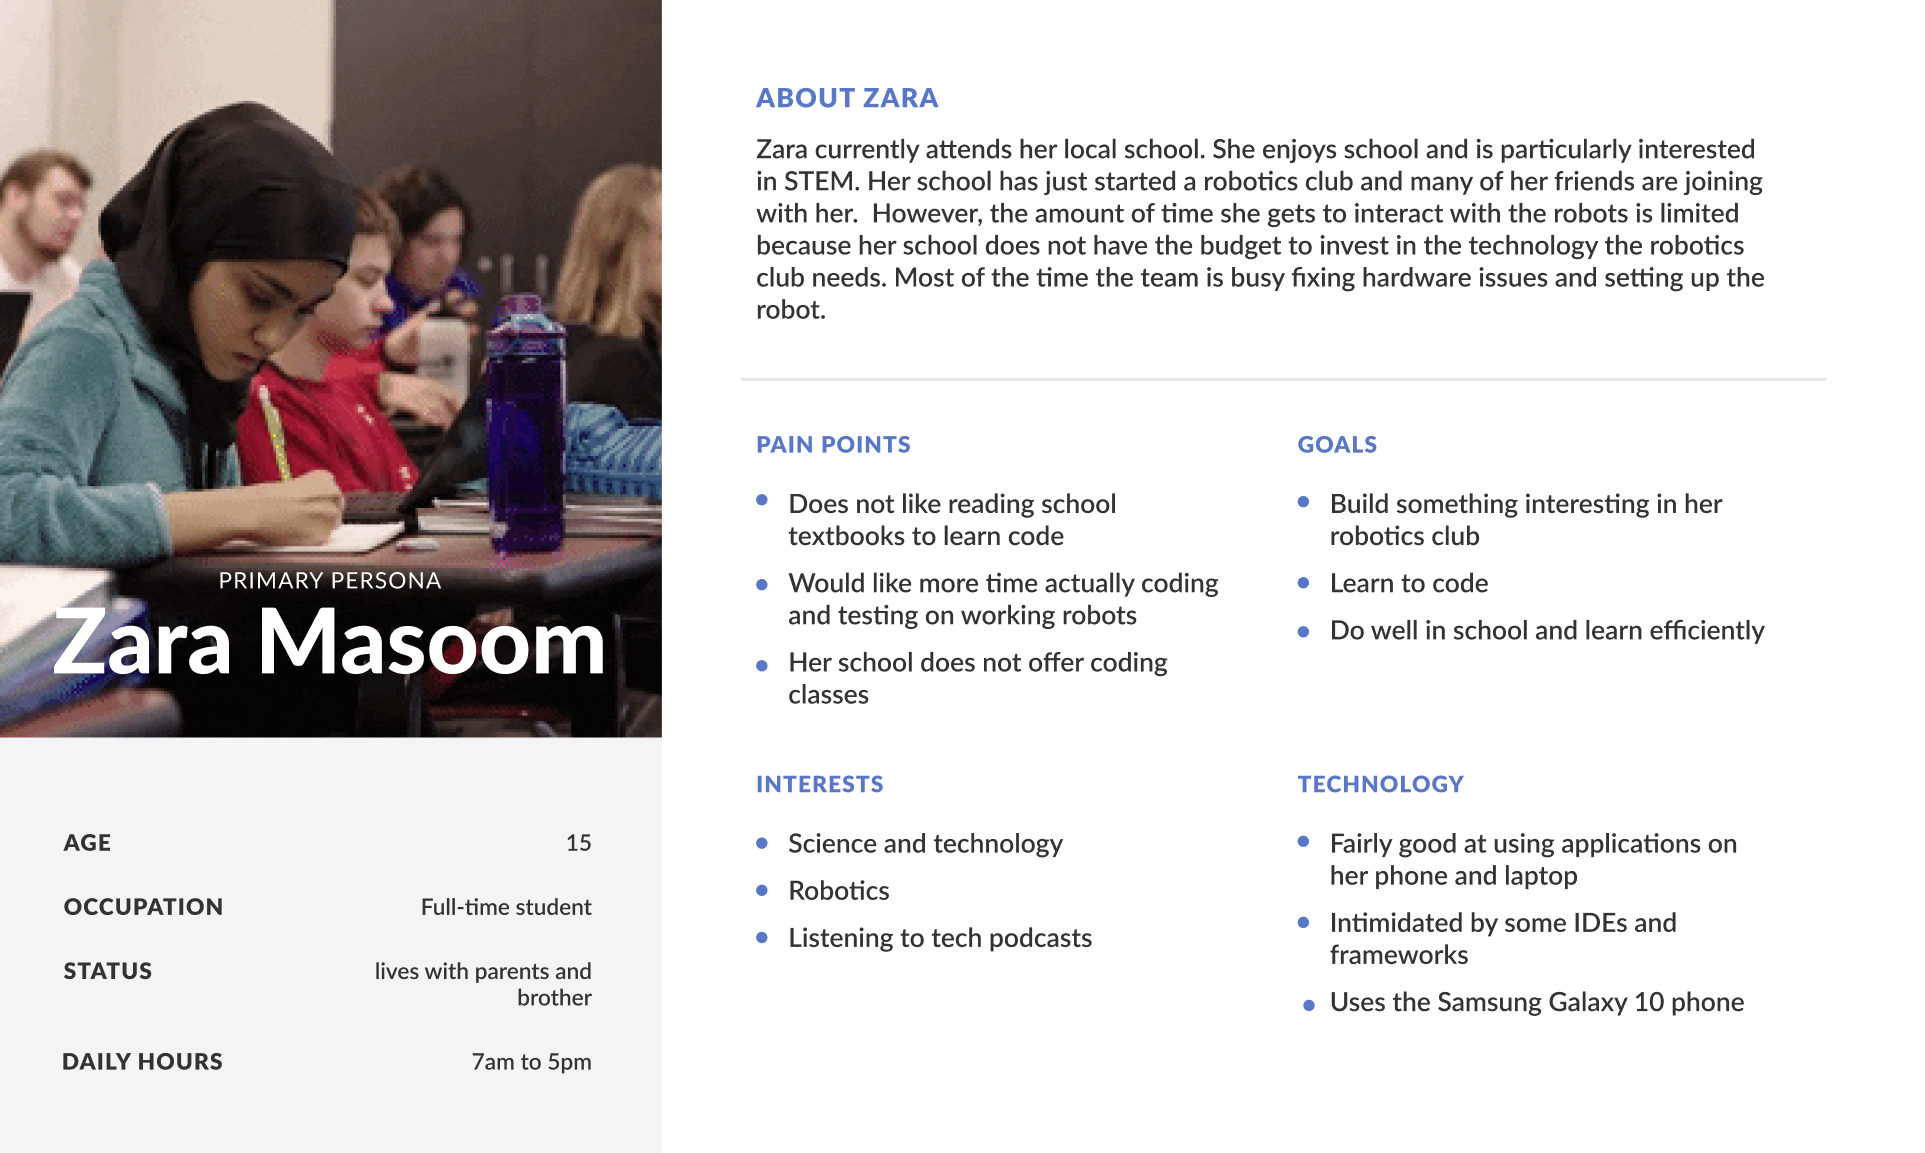 PRIMARY PERSONA
Zara Masoom
AGE 15
OCCUPATION Full-time student
STATUS lives with parents and
brother
DAILY HOURS 7am to 5pm
ABOUT ZARA
Zara currently attends her local school. She enjoys school and is particularly interested
in STEM. Her school has just started a robotics club and many of her friends are joining
with her.  However, the amount of time she gets to interact with the robots is limited
because her school does not have the budget to invest in the technology the robotics
club needs. Most of the time the team is busy fixing hardware issues and setting up the
robot.
PAIN POINTS
• Does not like reading school
textbooks to learn code
• Would like more time actually coding
and testing on working robots
• Her school does not offer coding
classes
GOALS
• Build something interesting in her
robotics club
• Learn to code
• Do well in school and learn efficiently
INTERESTS
• Science and technology
• Robotics
• Listening to tech podcasts
TECHNOLOGY
• Fairly good at using applications on
her phone and laptop
• Intimidated by some IDEs and
frameworks
• Uses the Samsung Galaxy 10 phone